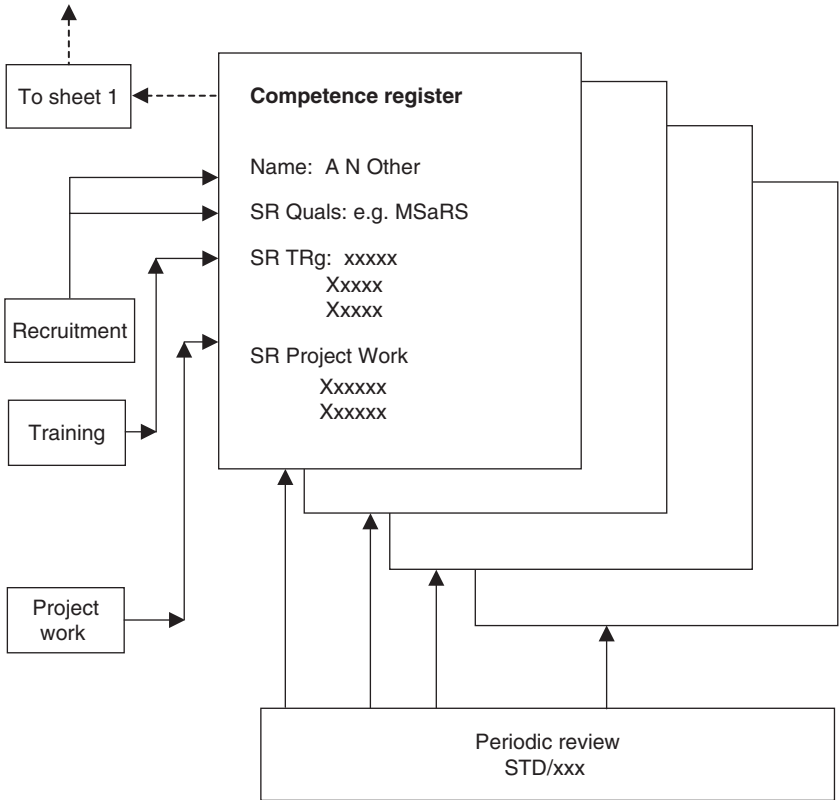 To sheet 1
Competence register
Name: A N Other
SR Quals: e.g. MSaRS
SR TRg: xxxxx
Xxxxx
Xxxxx
SR Project Work
Xxxxxx
Xxxxxx
Recruitment
Training
Project
work
Periodic review
STD/xxx